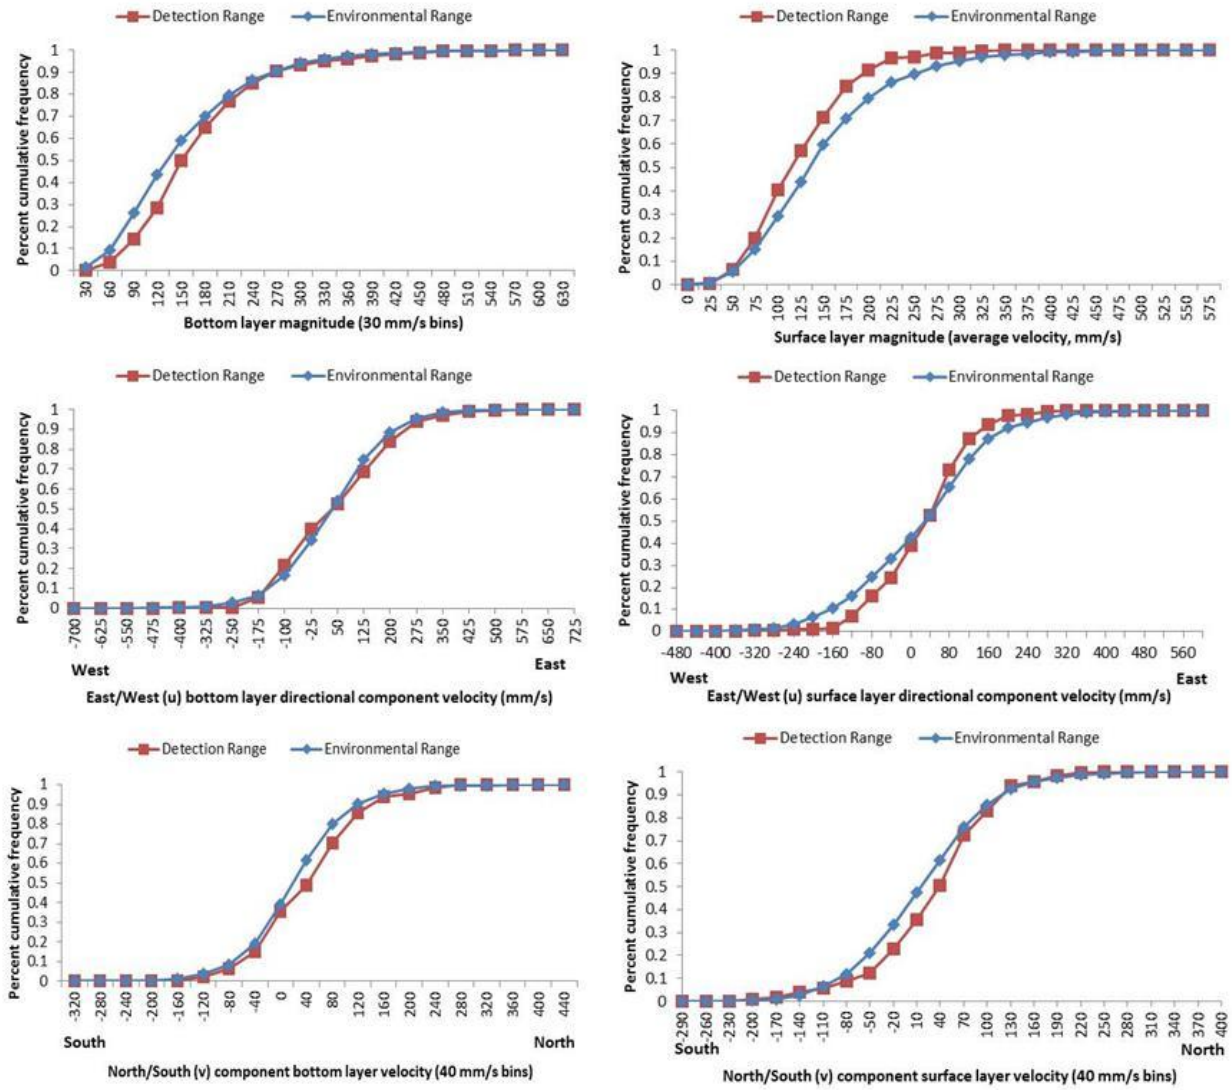 Detection Range Environmental Range
Percent cumulative frequency
1
0.9
0.8
0.7
0.6
0.5
0.4
0.3
0.2
0.1
0
30 60 90 120 150 180 210 240 270 300 330 360 390 420 450 480 510 540 570 600 630
Bottom layer magnitude (30 mm/s bins)
Detection Range Environmental Range
Percent cumulative frequency
1
0.9
0.8
0.7
0.6
0.5
0.4
0.3
0.2
0.1
0
0 25 50 75 100 125 150 175 200 225 250 275 300 325 350 375 400 425 450 475 500 525 550 575
Surface layer magnitude (average velocity, mm/s)
Detection Range Environmental Range
Percent cumulative frequency
1
0.9
0.8
0.7
0.6
0.5
0.4
0.3
0.2
0.1
0
-700 -625 -550 -475 -400 -325 -250 -175 -100 -25 50 125 200 275 350 425 500 575 650 725
West East
East/West (u) bottom layer directional component velocity (mm/s)
Detection Range Environmental Range
Percent cumulative frequency
1
0.9
0.8
0.7
0.6
0.5
0.4
0.3
0.2
0.1
0
-480 -400 -320 -240 -160 -80 0 80 160 240 320 400 480 560
West East
East/West (u) surface layer directional component velocity (mm/s)
Detection Range Environmental Range
Percent cumulative frequency
1
0.9
0.8
0.7
0.6
0.5
0.4
0.3
0.2
0.1
0
-320 -280 -240 -200 -160 -120 -80 -40 0 40 80 120 160 200 240 280 320 360 400 440
South North
North/South (v) component bottom layer velocity (40 mm/s bins)
Detection Range Environmental Range
Percent cumulative frequency
1
0.9
0.8
0.7
0.6
0.5
0.4
0.3
0.2
0.1
0
-290 -260 -230 -200 -170 -140 -110 -80 -50 -20 10 40 70 100 130 160 190 220 250 280 310 340 370 400
South North
North/South (v) component surface layer velocity (40 mm/s bins)